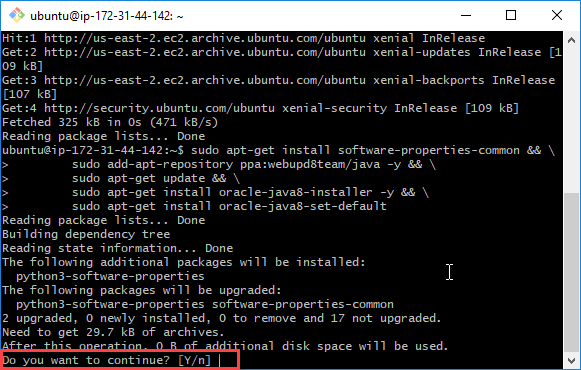 ubuntu@ip-172-31-44-142: ~
Hit:1 http://us-east-2.ec2.archive.ubuntu.com/ubuntu xenial InRelease
Get:2 http://us-east-2.ec2.archive.ubuntu.com/ubuntu xenial-updates InRelease [1
09 kB]
Get:3 http://us-east-2.ec2.archive.ubuntu.com/ubuntu xenial-backports InRelease
[107 kB]
Get:4 http://security.ubuntu.com/ubuntu xenial-security InRelease [109 kB]
Fetched 325 kB in 0s (471 kB/s)
Reading package lists... Done
ubuntu@ip-172-31-44-142:~$ sudo apt-get install software-properties-common && \
>       sudo add-apt-repository ppa:webupd8team/java -y && \
>       sudo apt-get update && \
>       sudo apt-get install oracle-java8-installer -y && \
>       sudo apt-get install oracle-java8-set-default
Reading package lists... Done
Building dependency tree
Reading state information... Done
The following additional packages will be installed:
  python3-software-properties
The following packages will be upgraded:
  python3-software-properties software-properties-common
2 upgraded, 0 newly installed, 0 to remove and 17 not upgraded.
Need to get 29.7 kB of archives.
After this operation, 0 B of additional disk space will be used.
Do you want to continue? [Y/n]